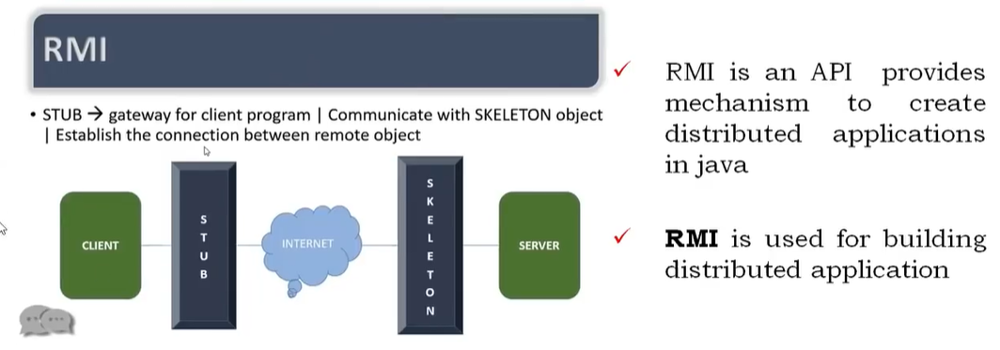 RMI
• STUB → gateway for client program | Communicate with SKELETON object
| Establish the connection between remote object
CLIENT
STUB
INTERNET
SKELETON
SERVER
✓ RMI is an API provides
mechanism to create
distributed applications
in java
✓ RMI is used for building
distributed application